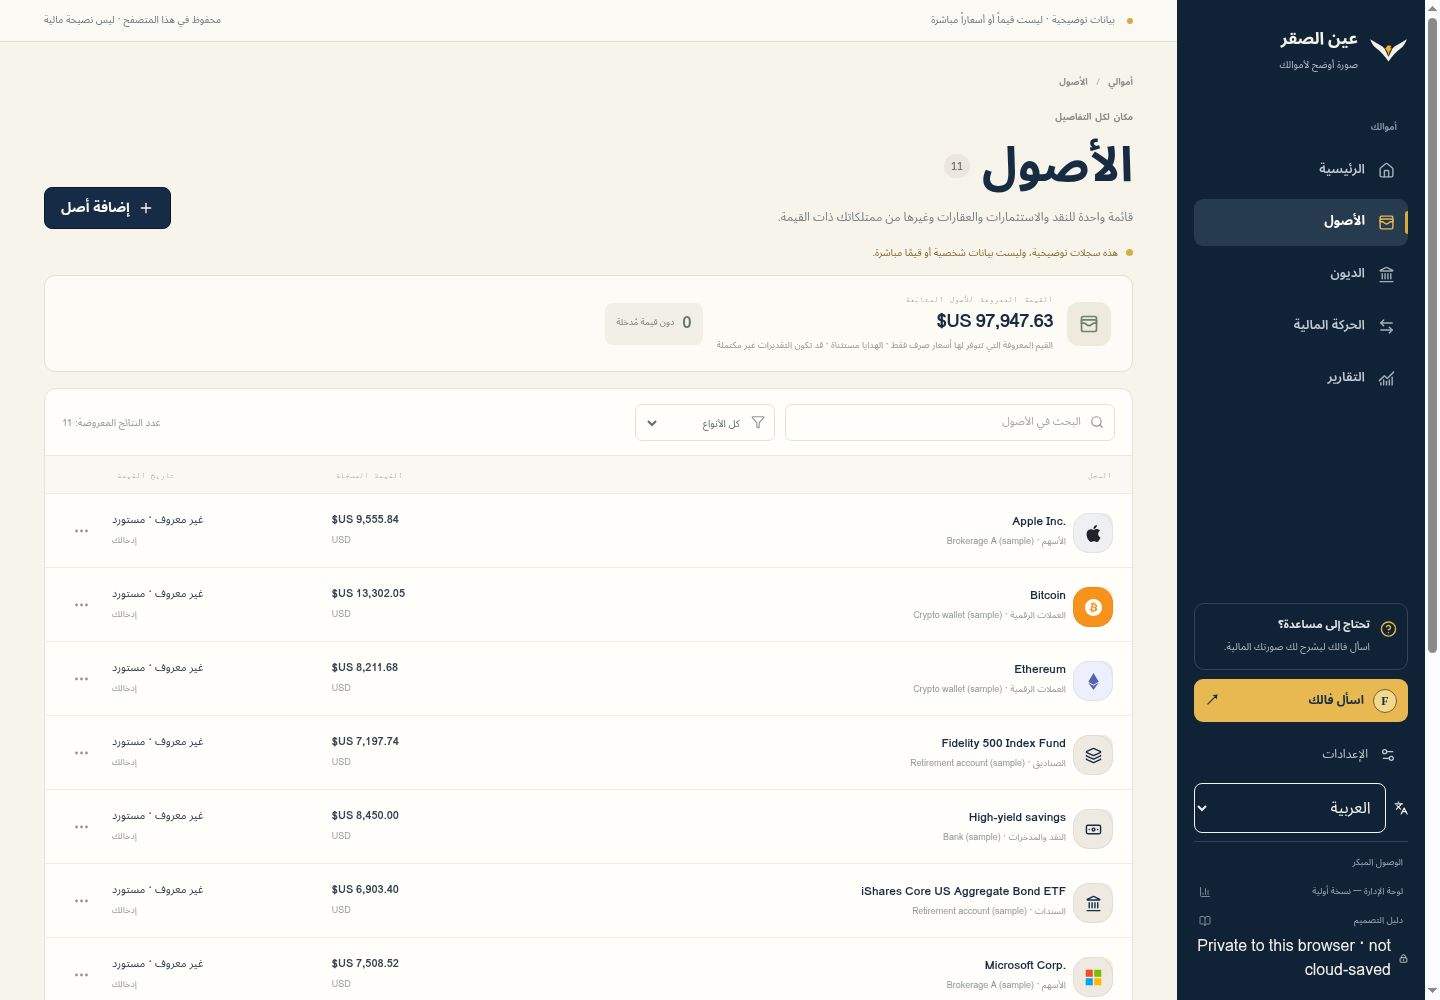 عين الصقر
صورة أوضح لأموالك
أموالك
الرئيسية
الأصول
الديون
الحركة المالية
التقارير
تحتاج إلى مساعدة؟
اسأل فالك ليشرح لك صورتك المالية.
F اسأل فالك
الإعدادات
العربية
الوصول المبكر
لوحة الإدارة — نسخة أولية
دليل التصميم
Private to this browser · not
cloud-saved
بيانات توضيحية · ليست قيماً أو أسعاراً مباشرة
محفوظ في هذا المتصفح · ليس نصيحة مالية
أموالي / الأصول
مكان لكل التفاصيل
الأصول 11
قائمة واحدة للنقد والاستثمارات والعقارات وغيرها من ممتلكاتك ذات القيمة.
إضافة أصل
هذه سجلات توضيحية، وليست بيانات شخصية أو قيمًا مباشرة.
القيمة المعروفة للأصول المتابَعة
$US 97,947.63
القيم المعروفة التي تتوفر لها أسعار صرف فقط · الهدايا مستثناة · قد تكون التقديرات غير مكتملة
0 دون قيمة مُدخلة
البحث في الأصول
كل الأنواع
عدد النتائج المعروضة: 11
السجل القيمة المسجلة تاريخ القيمة
Apple Inc. $US 9,555.84 غير معروف · مستورد
الأسهم · Brokerage A (sample) USD إدخالك
Bitcoin $US 13,302.05 غير معروف · مستورد
العملات الرقمية · Crypto wallet (sample) USD إدخالك
Ethereum $US 8,211.68 غير معروف · مستورد
العملات الرقمية · Crypto wallet (sample) USD إدخالك
Fidelity 500 Index Fund $US 7,197.74 غير معروف · مستورد
الصناديق · Retirement account (sample) USD إدخالك
High-yield savings $US 8,450.00 غير معروف · مستورد
النقد والمدخرات · Bank (sample) USD إدخالك
iShares Core US Aggregate Bond ETF $US 6,903.40 غير معروف · مستورد
السندات · Retirement account (sample) USD إدخالك
Microsoft Corp. $US 7,508.52 غير معروف · مستورد
الأسهم · Brokerage A (sample) USD إدخالك